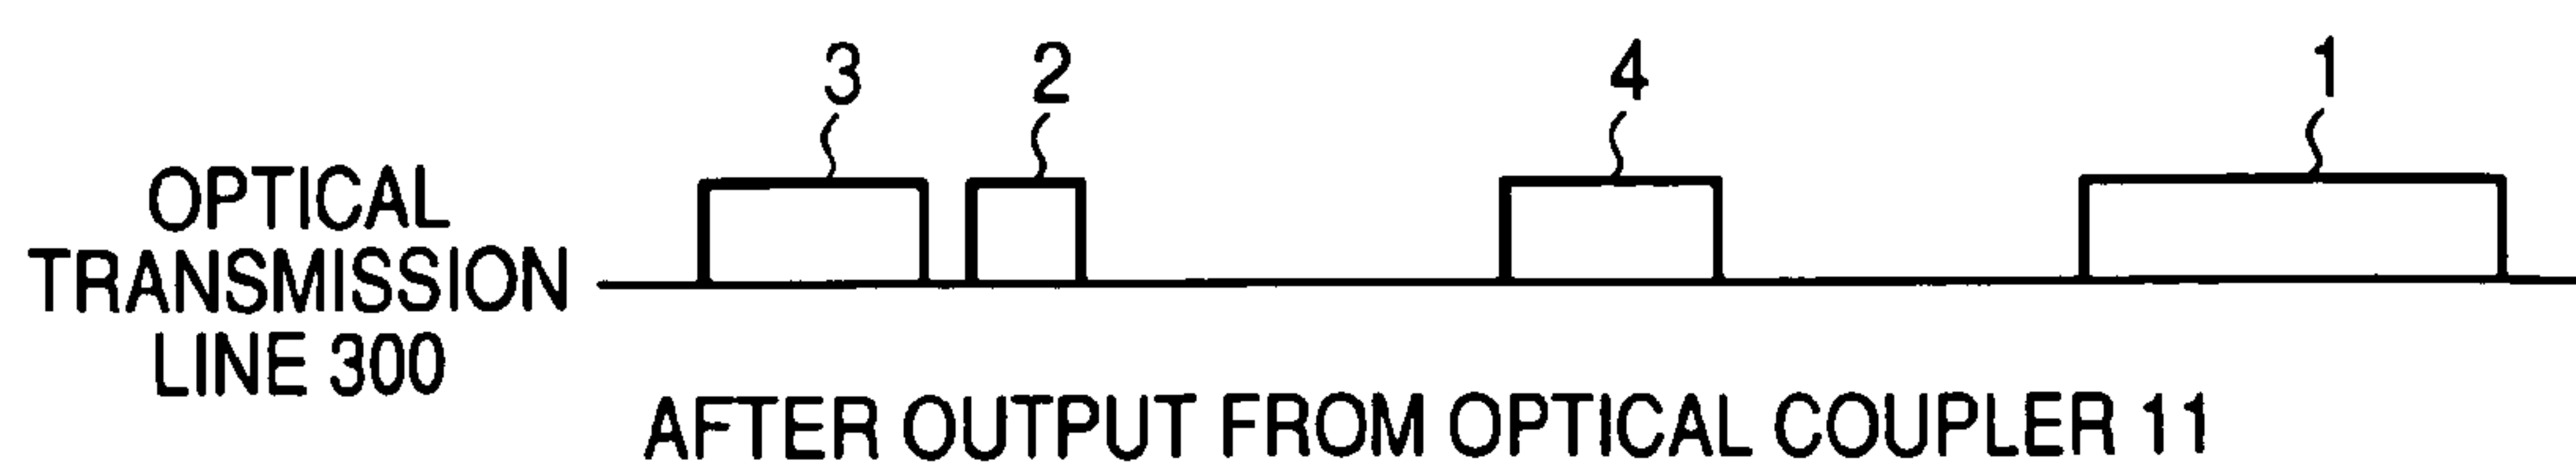 3 2 4 1
OPTICAL
TRANSMISSION
LINE 300
AFTER OUTPUT FROM OPTICAL COUPLER 11